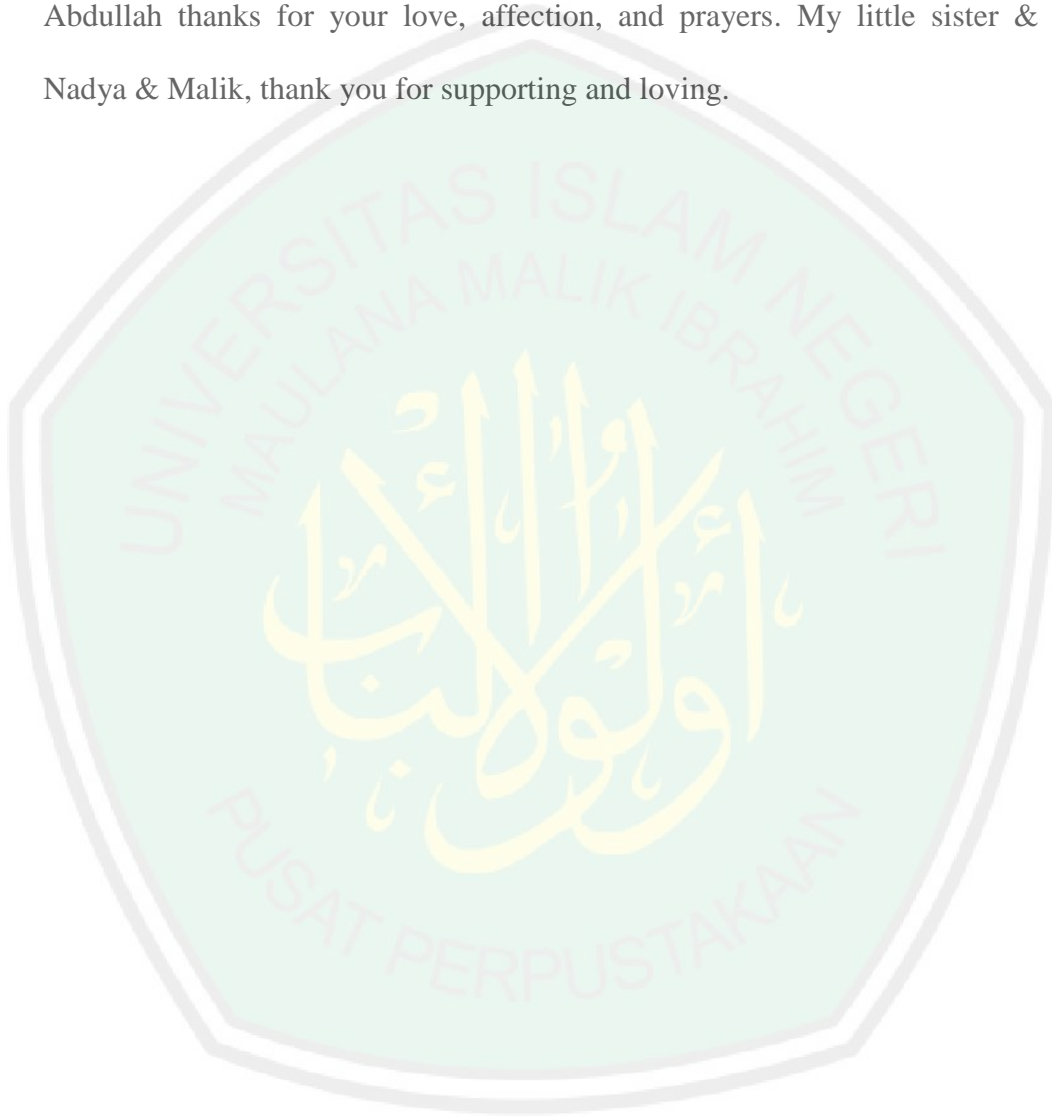 Abdullah thanks for your love, affection, and prayers. My little sister &
Nadya & Malik, thank you for supporting and loving.
UNIVERSITAS ISLAM NEGERI
MAULANA MALIK IBRAHIM
أولوا الألباب
PUSAT PERPUSTAKAAN